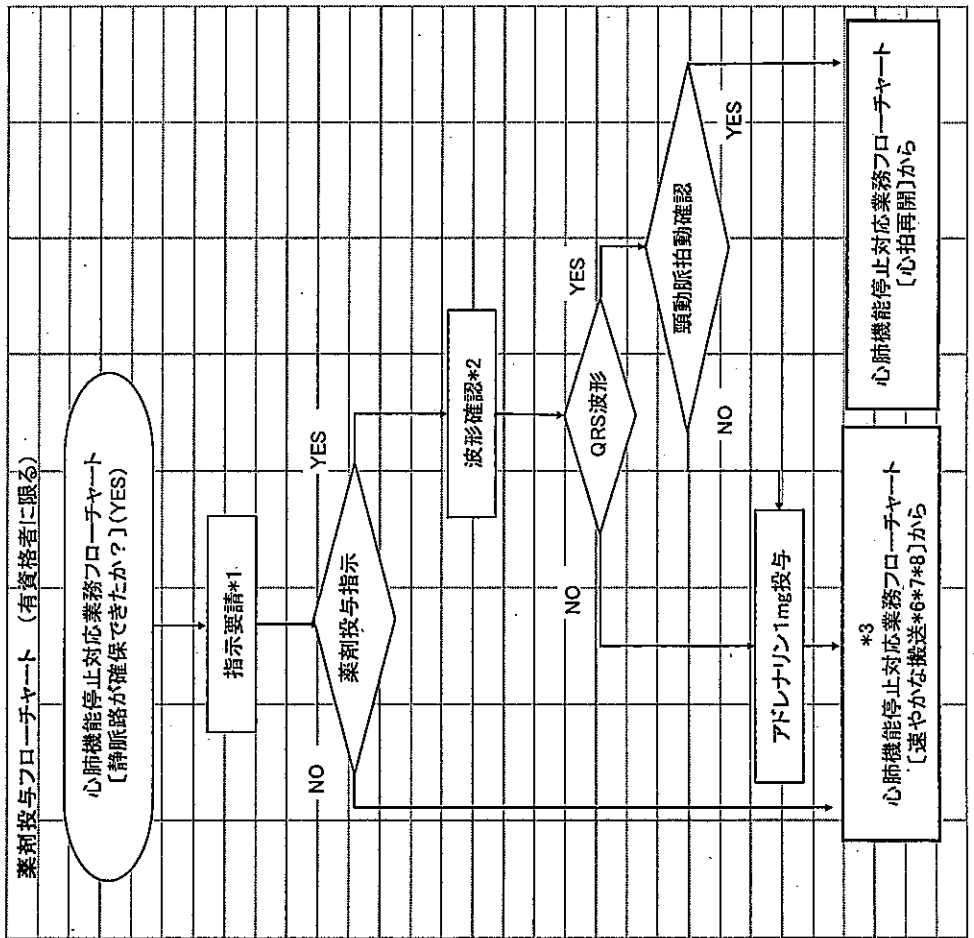 薬剤投与フローチャート （有資格者に限る）
心肺機能停止対応業務フローチャート
〔静脈路が確保できたか？〕(YES)
指示要請*1
薬剤投与指示
NO
YES
波形確認*2
QRS波形
NO
YES
頸動脈拍動確認
NO
YES
アドレナリン1mg投与
*3
心肺機能停止対応業務フローチャート
〔速やかな搬送*6*7*8〕から
心肺機能停止対応業務フローチャート
〔心拍再開〕から